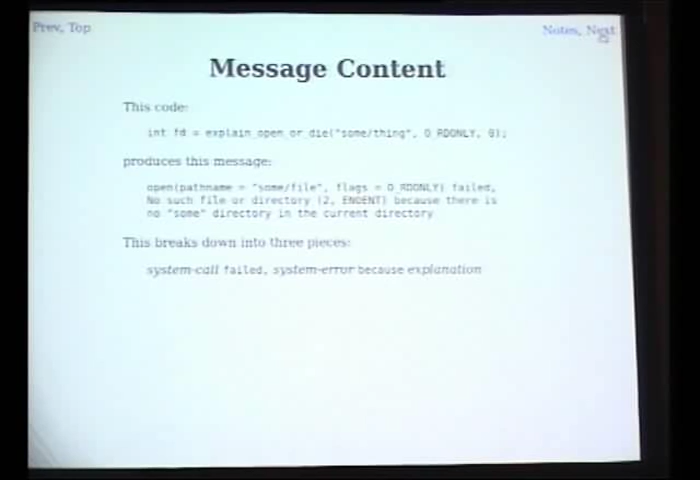 Prev, Top
Notes, Next
Message Content
This code:
int fd = explain_open_or_die("some/thing", O_RDONLY, 0);
produces this message:
open(pathname = "some/file", flags = O_RDONLY) failed,
No such file or directory (2, ENOENT) because there is
no "some" directory in the current directory
This breaks down into three pieces:
system-call failed, system-error because explanation